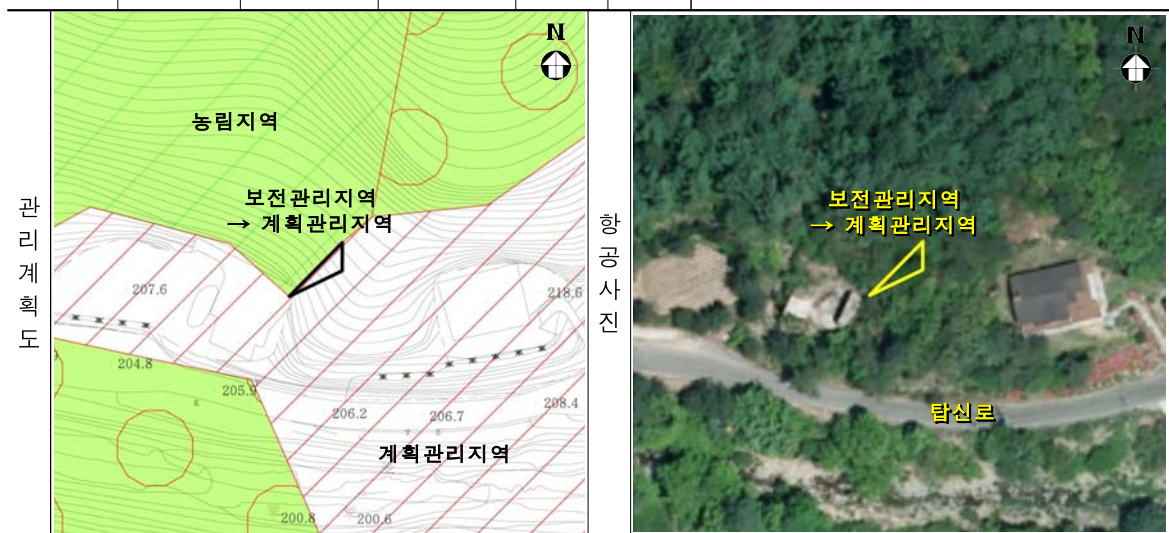 관리계획도
N
농림지역
보전관리지역
→ 계획관리지역
207.6
218.6
204.8
205.9
206.2
206.7
208.4
계획관리지역
200.8
200.6
항공사진
N
보전관리지역
→ 계획관리지역
탑신로